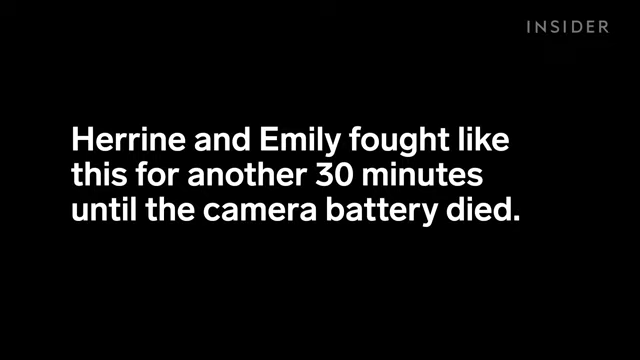 INSIDER
Herrine and Emily fought like
this for another 30 minutes
until the camera battery died.